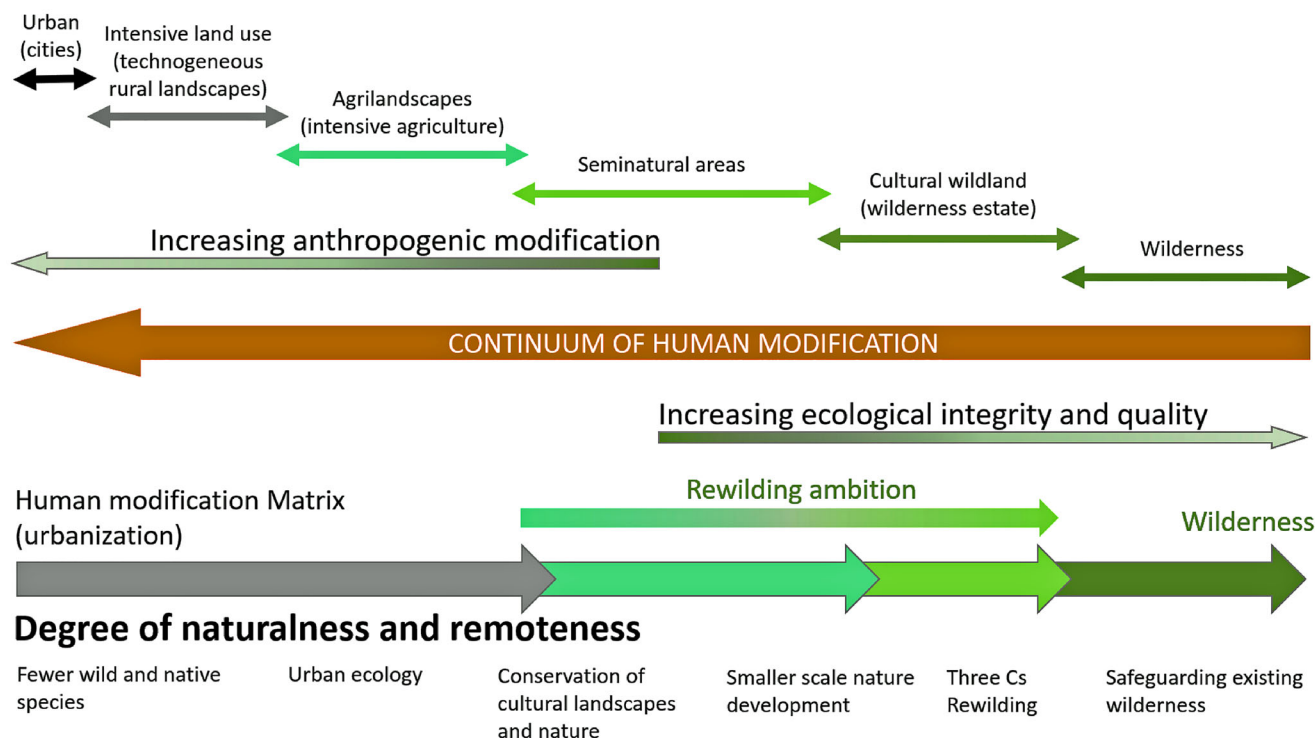 Urban
(cities)
Intensive land use
(technogeneous
rural landscapes)
Agrilandscapes
(intensive agriculture)
Seminatural areas
Cultural wildland
(wilderness estate)
Wilderness
Increasing anthropogenic modification
CONTINUUM OF HUMAN MODIFICATION
Increasing ecological integrity and quality
Human modification Matrix
(urbanization)
Rewilding ambition
Wilderness
Degree of naturalness and remoteness
Fewer wild and native
species
Urban ecology
Conservation of
cultural landscapes
and nature
Smaller scale nature
development
Three Cs
Rewilding
Safeguarding existing
wilderness